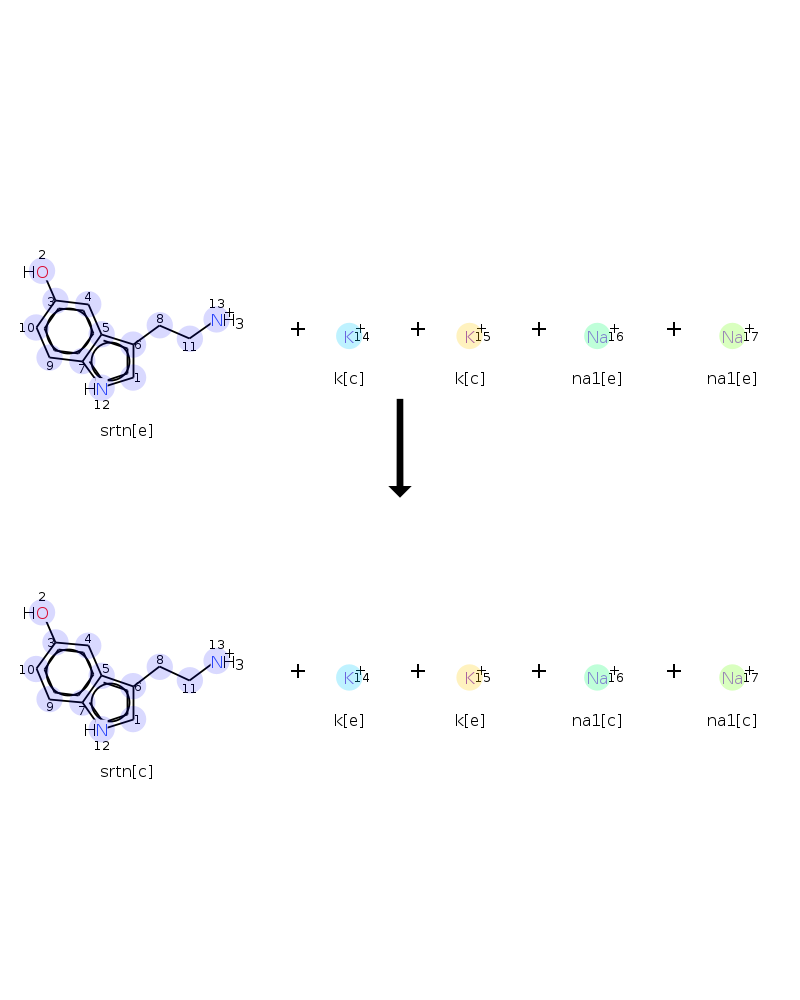 2
HO
3 4
10 5
9 7 6 8 11 13 NH3+
HN 1
12
srtn[e]
+ K+ 14 + K+ 15 + Na+ 16 + Na+ 17
k[c] k[c] na1[e] na1[e]
2
HO
3 4
10 5
9 7 6 8 11 13 NH3+
HN 1
12
srtn[c]
+ K+ 14 + K+ 15 + Na+ 16 + Na+ 17
k[e] k[e] na1[c] na1[c]